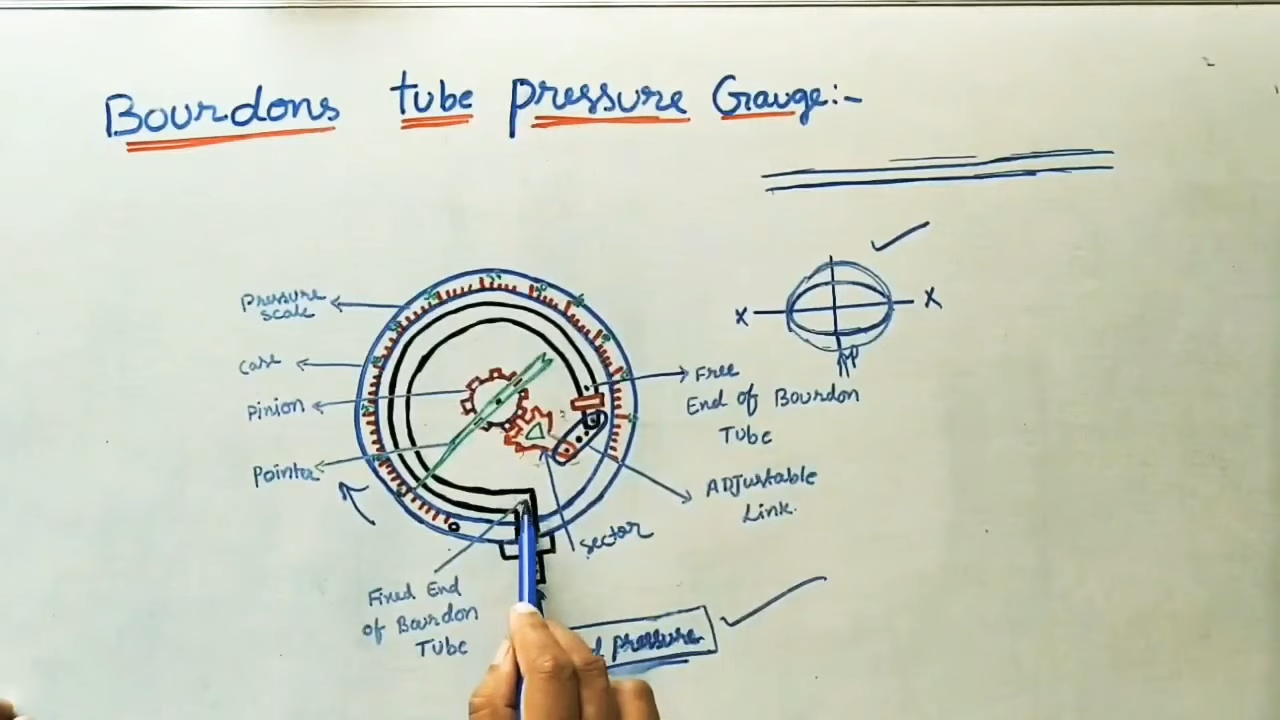 Bourdons tube pressure Gauge:-
Pressure
scale
Case
Pinion
Pointer
X
X
P
Free
End of Bourdon
Tube
ADJustable
Link.
Sector
Fixed End
of Bourdon
Tube
pressure